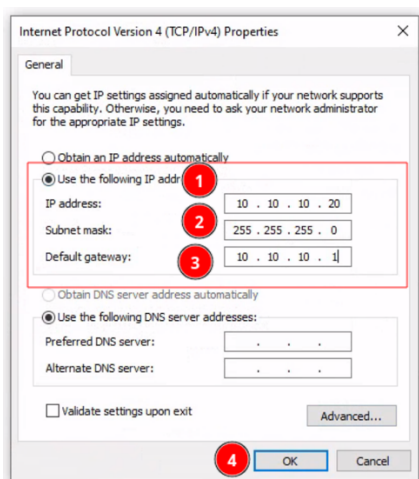 Internet Protocol Version 4 (TCP/IPv4) Properties
General
You can get IP settings assigned automatically if your network supports
this capability. Otherwise, you need to ask your network administrator
for the appropriate IP settings.
Obtain an IP address automatically
Use the following IP addr
1
IP address: 10 . 10 . 10 . 20
2
Subnet mask: 255 . 255 . 255 . 0
Default gateway: 10 . 10 . 10 . 1
3
Obtain DNS server address automatically
Use the following DNS server addresses:
Preferred DNS server: . . .
Alternate DNS server: . . .
Validate settings upon exit
Advanced...
4
OK Cancel